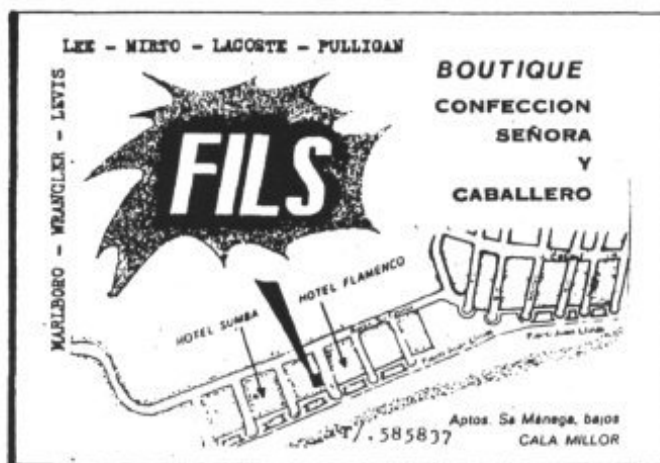 LEE - MIRTO - LACOSTE - PULLIGAN
MARLBORO - WRANGLER - LEVIS
FILS
BOUTIQUE
CONFECCION
SEÑORA
Y
CABALLERO
HOTEL SUMBA
HOTEL FLAMENCO
T/.585837
Aptos. Sa Mánega, bajos
CALA MILLOR